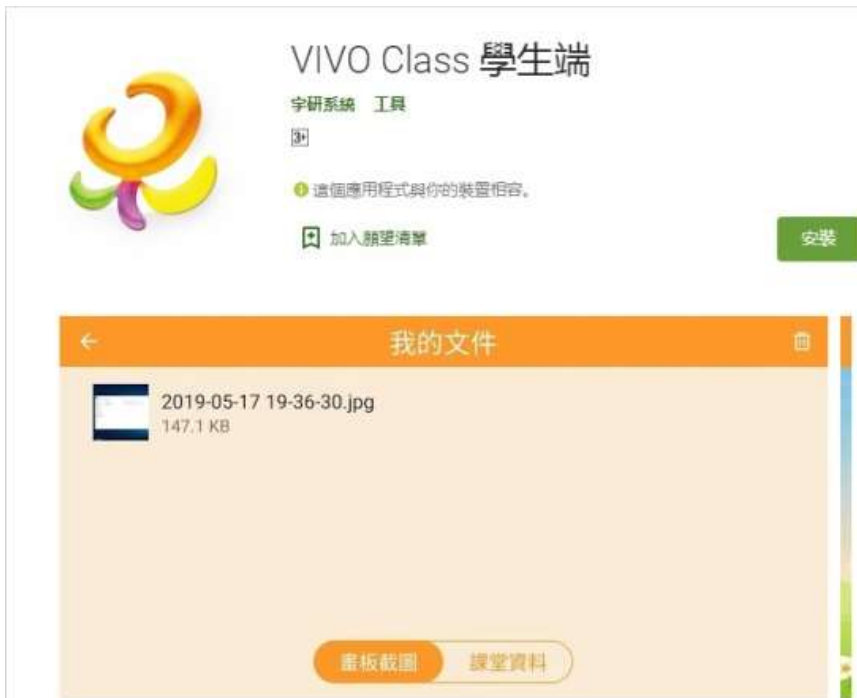 VIVO Class 學生端
宇研系統 工具
3+
這個應用程式與你的裝置相容。
加入願望清單
安裝
我的文件
2019-05-17 19-36-30.jpg
147.1 KB
畫板截圖 課堂資料